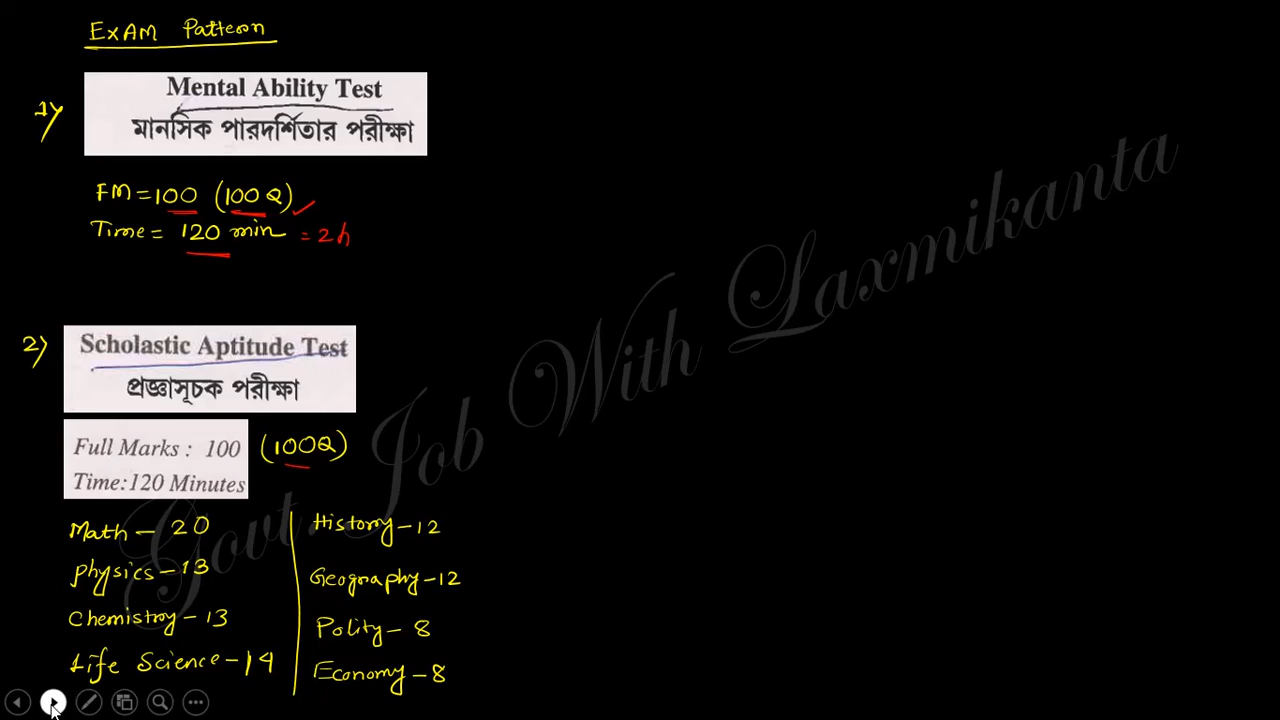 EXAM Pattern
1)
Mental Ability Test
মানসিক পারদর্শিতার পরীক্ষা
FM = 100 (100 Q)
Time = 120 min = 2h
2)
Scholastic Aptitude Test
প্রজ্ঞাসূচক পরীক্ষা
Full Marks : 100 (100Q)
Time:120 Minutes
Math - 20
Physics - 13
Chemistry - 13
Life Science - 14
History - 12
Geography - 12
Polity - 8
Economy - 8
Govt. Job With Laxmikanta